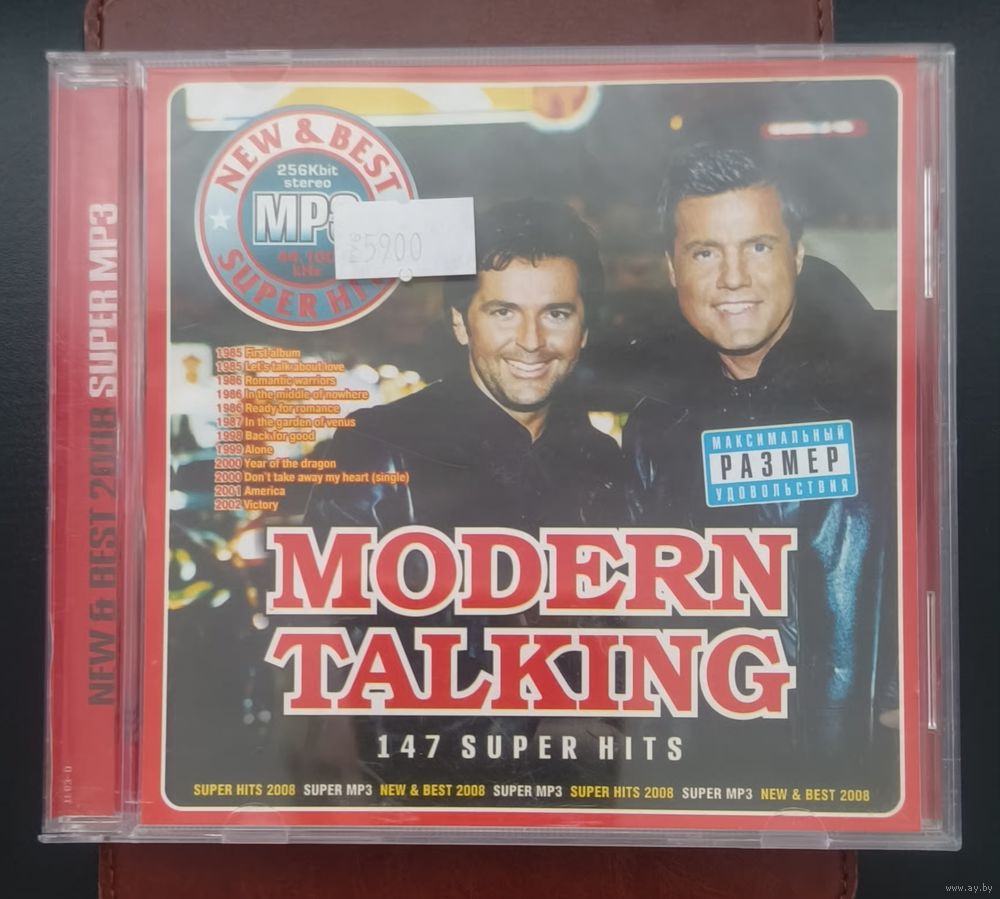 NEW & BEST 2008 SUPER MP3
NEW & BEST
256Kbit
stereo
MP3
44,100
kHz
SUPER HITS
5900
1985 First album
1985 Let's talk about love
1986 Romantic warriors
1986 In the middle of nowhere
1986 Ready for romance
1987 In the garden of venus
1998 Back for good
1999 Alone
2000 Year of the dragon
2000 Don't take away my heart (single)
2001 America
2002 Victory
МАКСИМАЛЬНЫЙ
РАЗМЕР
УДОВОЛЬСТВИЯ
MODERN
TALKING
147 SUPER HITS
SUPER HITS 2008 SUPER MP3 NEW & BEST 2008 SUPER MP3 SUPER HITS 2008 SUPER MP3 NEW & BEST 2008
www.ay.by